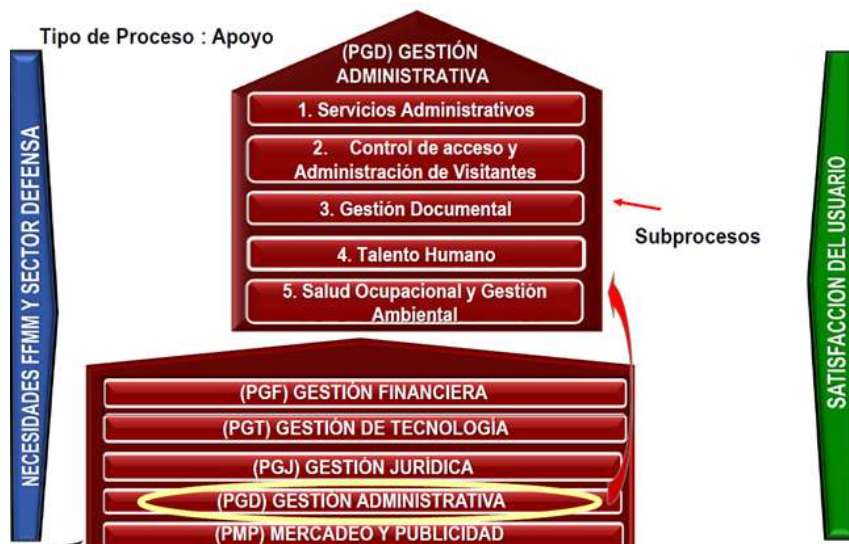 Tipo de Proceso : Apoyo
(PGD) GESTIÓN
ADMINISTRATIVA
1. Servicios Administrativos
2. Control de acceso y
Administración de Visitantes
3. Gestión Documental
4. Talento Humano
5. Salud Ocupacional y Gestión
Ambiental
Subprocesos
NECESIDADES FFMM Y SECTOR DEFENSA
SATISFACCION DEL USUARIO
(PGF) GESTIÓN FINANCIERA
(PGT) GESTIÓN DE TECNOLOGÍA
(PGJ) GESTIÓN JURÍDICA
(PGD) GESTIÓN ADMINISTRATIVA
(PMP) MERCADEO Y PUBLICIDAD